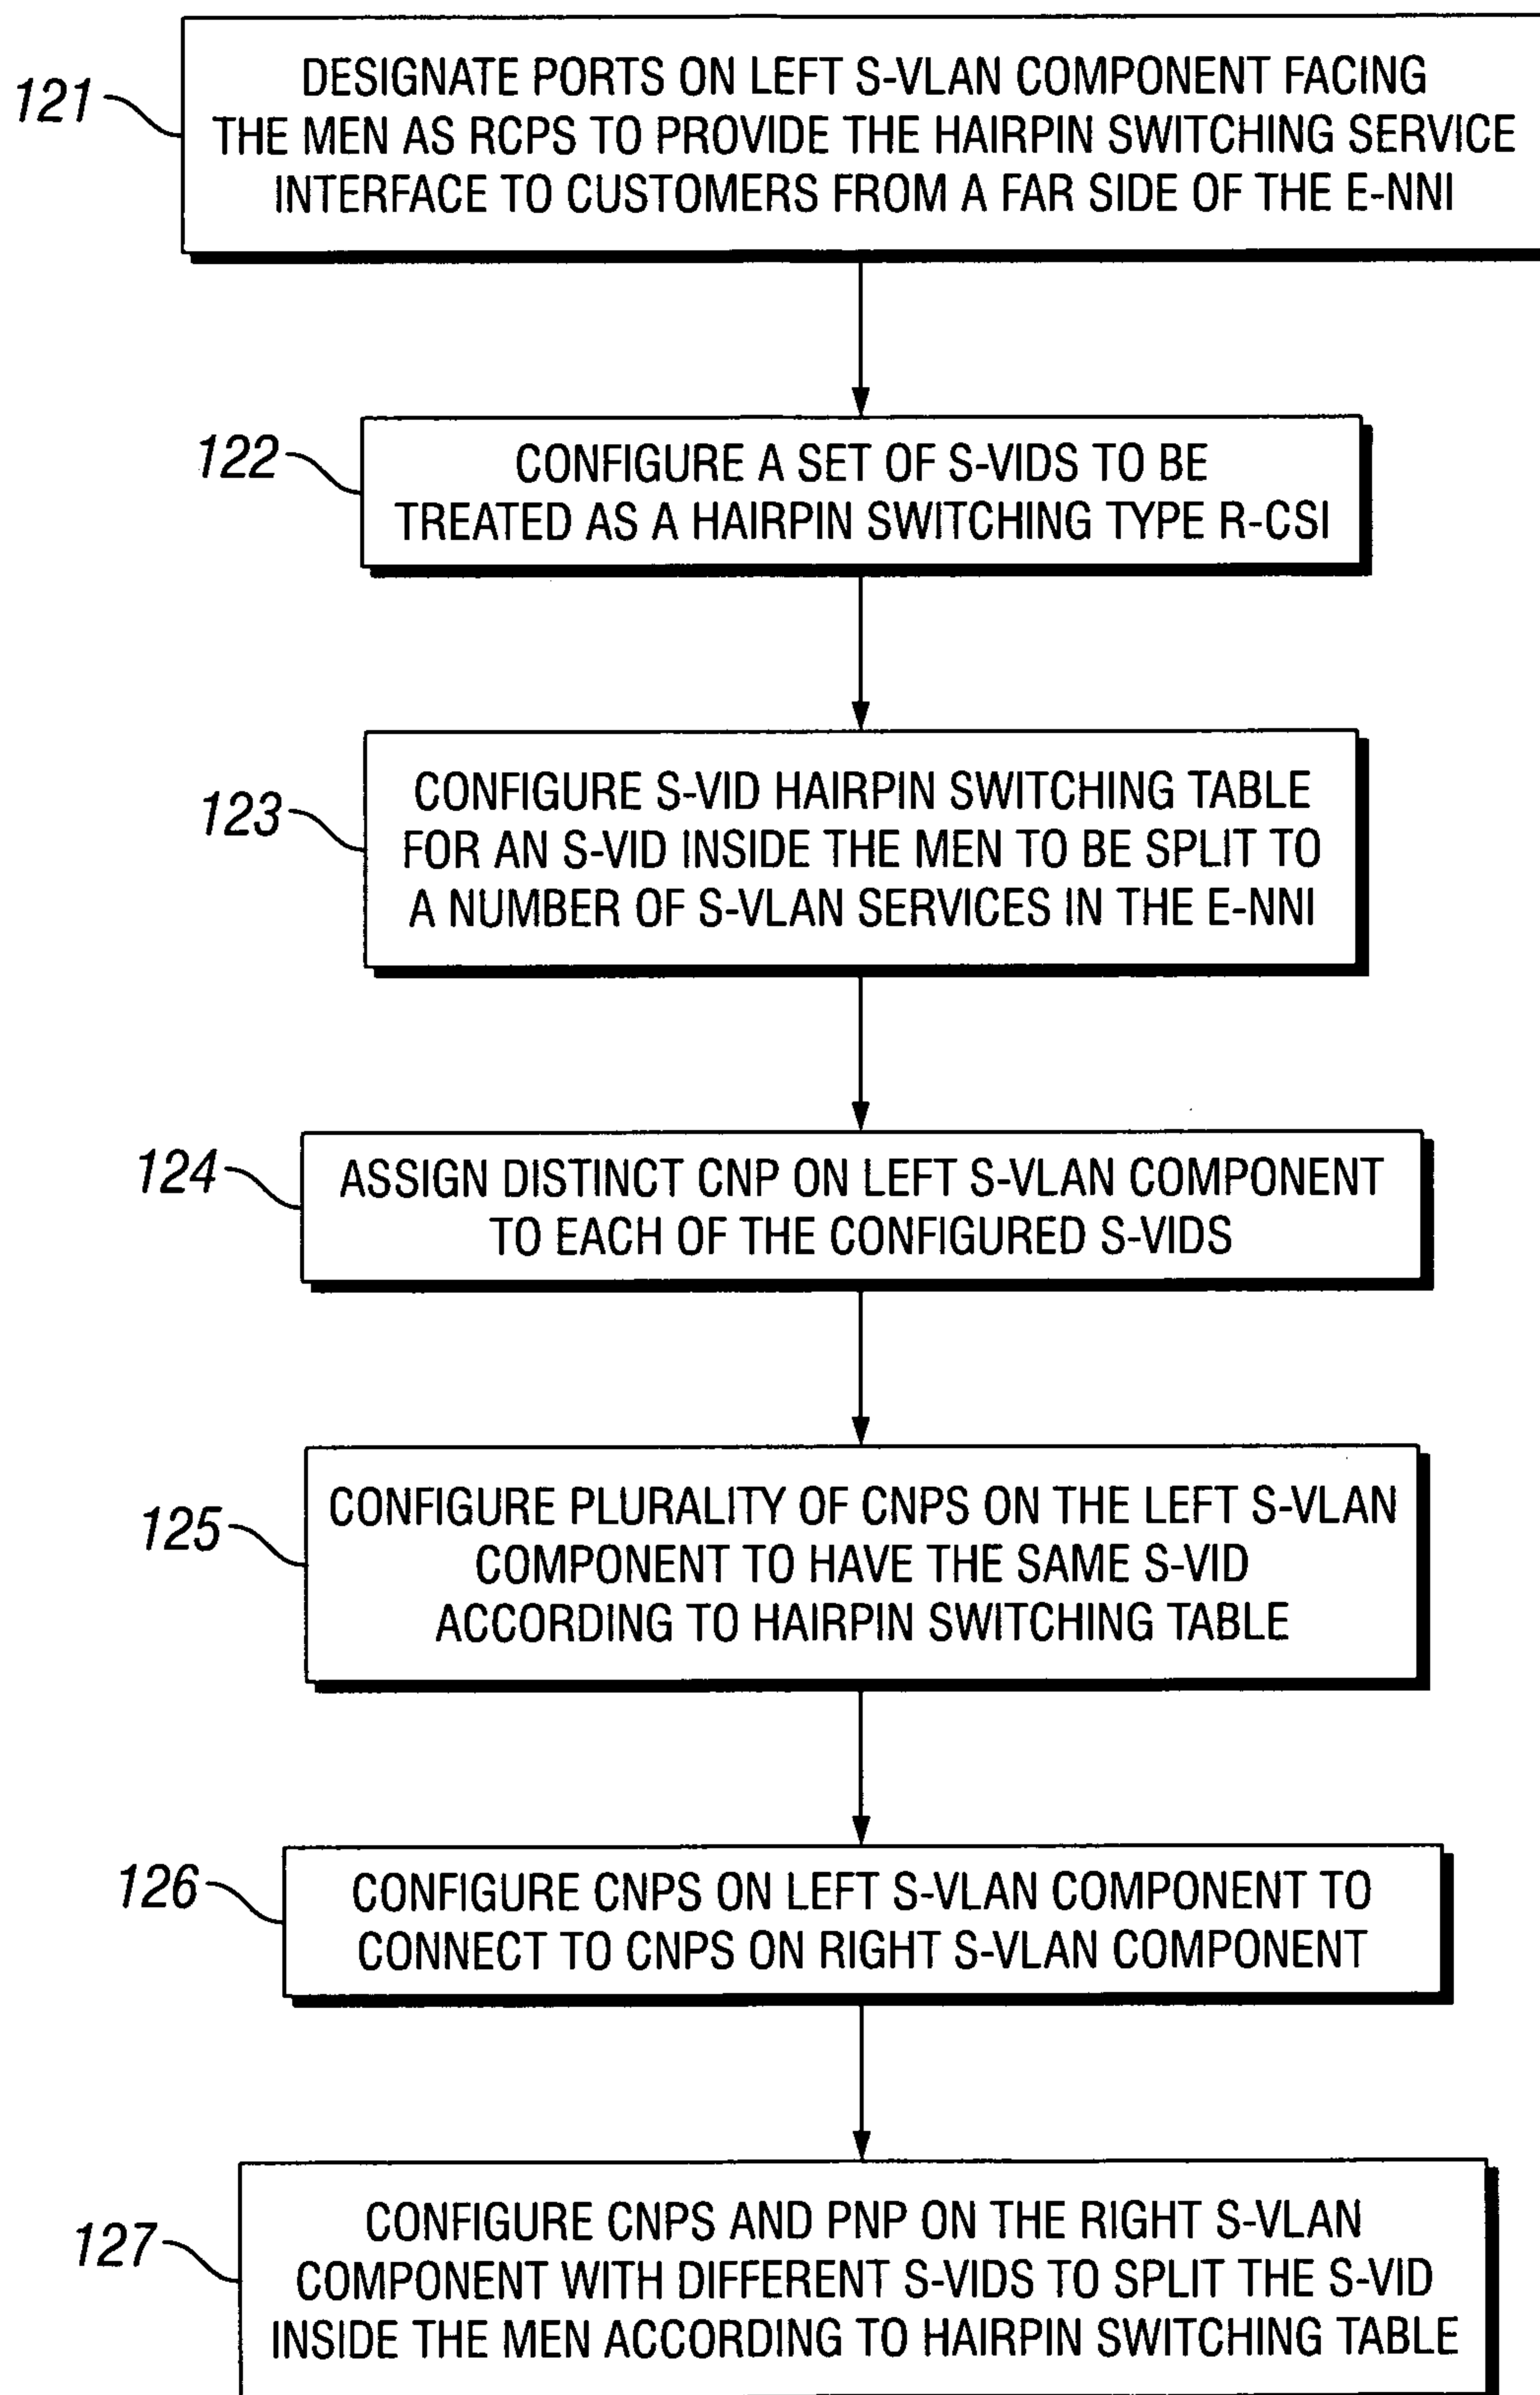 121
DESIGNATE PORTS ON LEFT S-VLAN COMPONENT FACING
THE MEN AS RCPS TO PROVIDE THE HAIRPIN SWITCHING SERVICE
INTERFACE TO CUSTOMERS FROM A FAR SIDE OF THE E-NNI
122
CONFIGURE A SET OF S-VIDS TO BE
TREATED AS A HAIRPIN SWITCHING TYPE R-CSI
123
CONFIGURE S-VID HAIRPIN SWITCHING TABLE
FOR AN S-VID INSIDE THE MEN TO BE SPLIT TO
A NUMBER OF S-VLAN SERVICES IN THE E-NNI
124
ASSIGN DISTINCT CNP ON LEFT S-VLAN COMPONENT
TO EACH OF THE CONFIGURED S-VIDS
125
CONFIGURE PLURALITY OF CNPS ON THE LEFT S-VLAN
COMPONENT TO HAVE THE SAME S-VID
ACCORDING TO HAIRPIN SWITCHING TABLE
126
CONFIGURE CNPS ON LEFT S-VLAN COMPONENT TO
CONNECT TO CNPS ON RIGHT S-VLAN COMPONENT
127
CONFIGURE CNPS AND PNP ON THE RIGHT S-VLAN
COMPONENT WITH DIFFERENT S-VIDS TO SPLIT THE S-VID
INSIDE THE MEN ACCORDING TO HAIRPIN SWITCHING TABLE